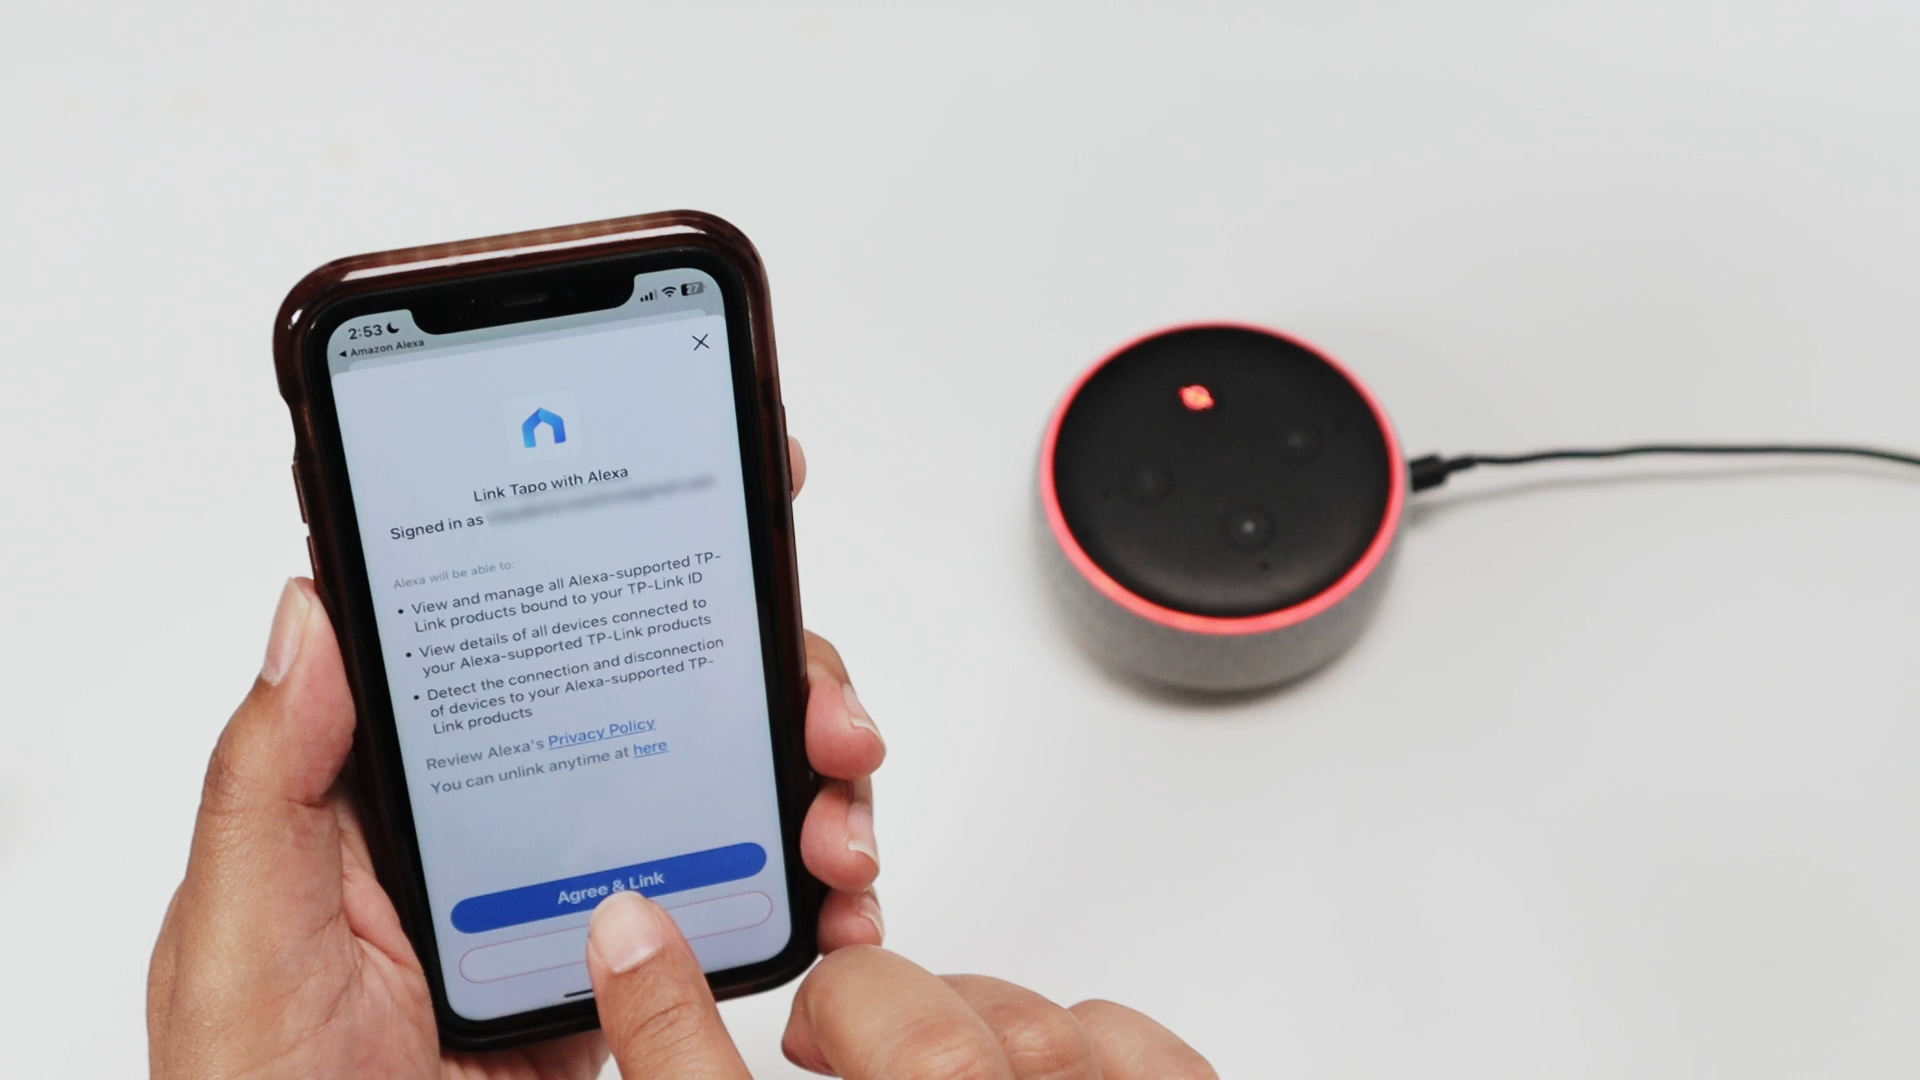 2:53
27
◀ Amazon Alexa
Link Tapo with Alexa
Signed in as
Alexa will be able to:
• View and manage all Alexa-supported TP-
Link products bound to your TP-Link ID
• View details of all devices connected to
your Alexa-supported TP-Link products
• Detect the connection and disconnection
of devices to your Alexa-supported TP-
Link products
Review Alexa's Privacy Policy
You can unlink anytime at here
Agree & Link